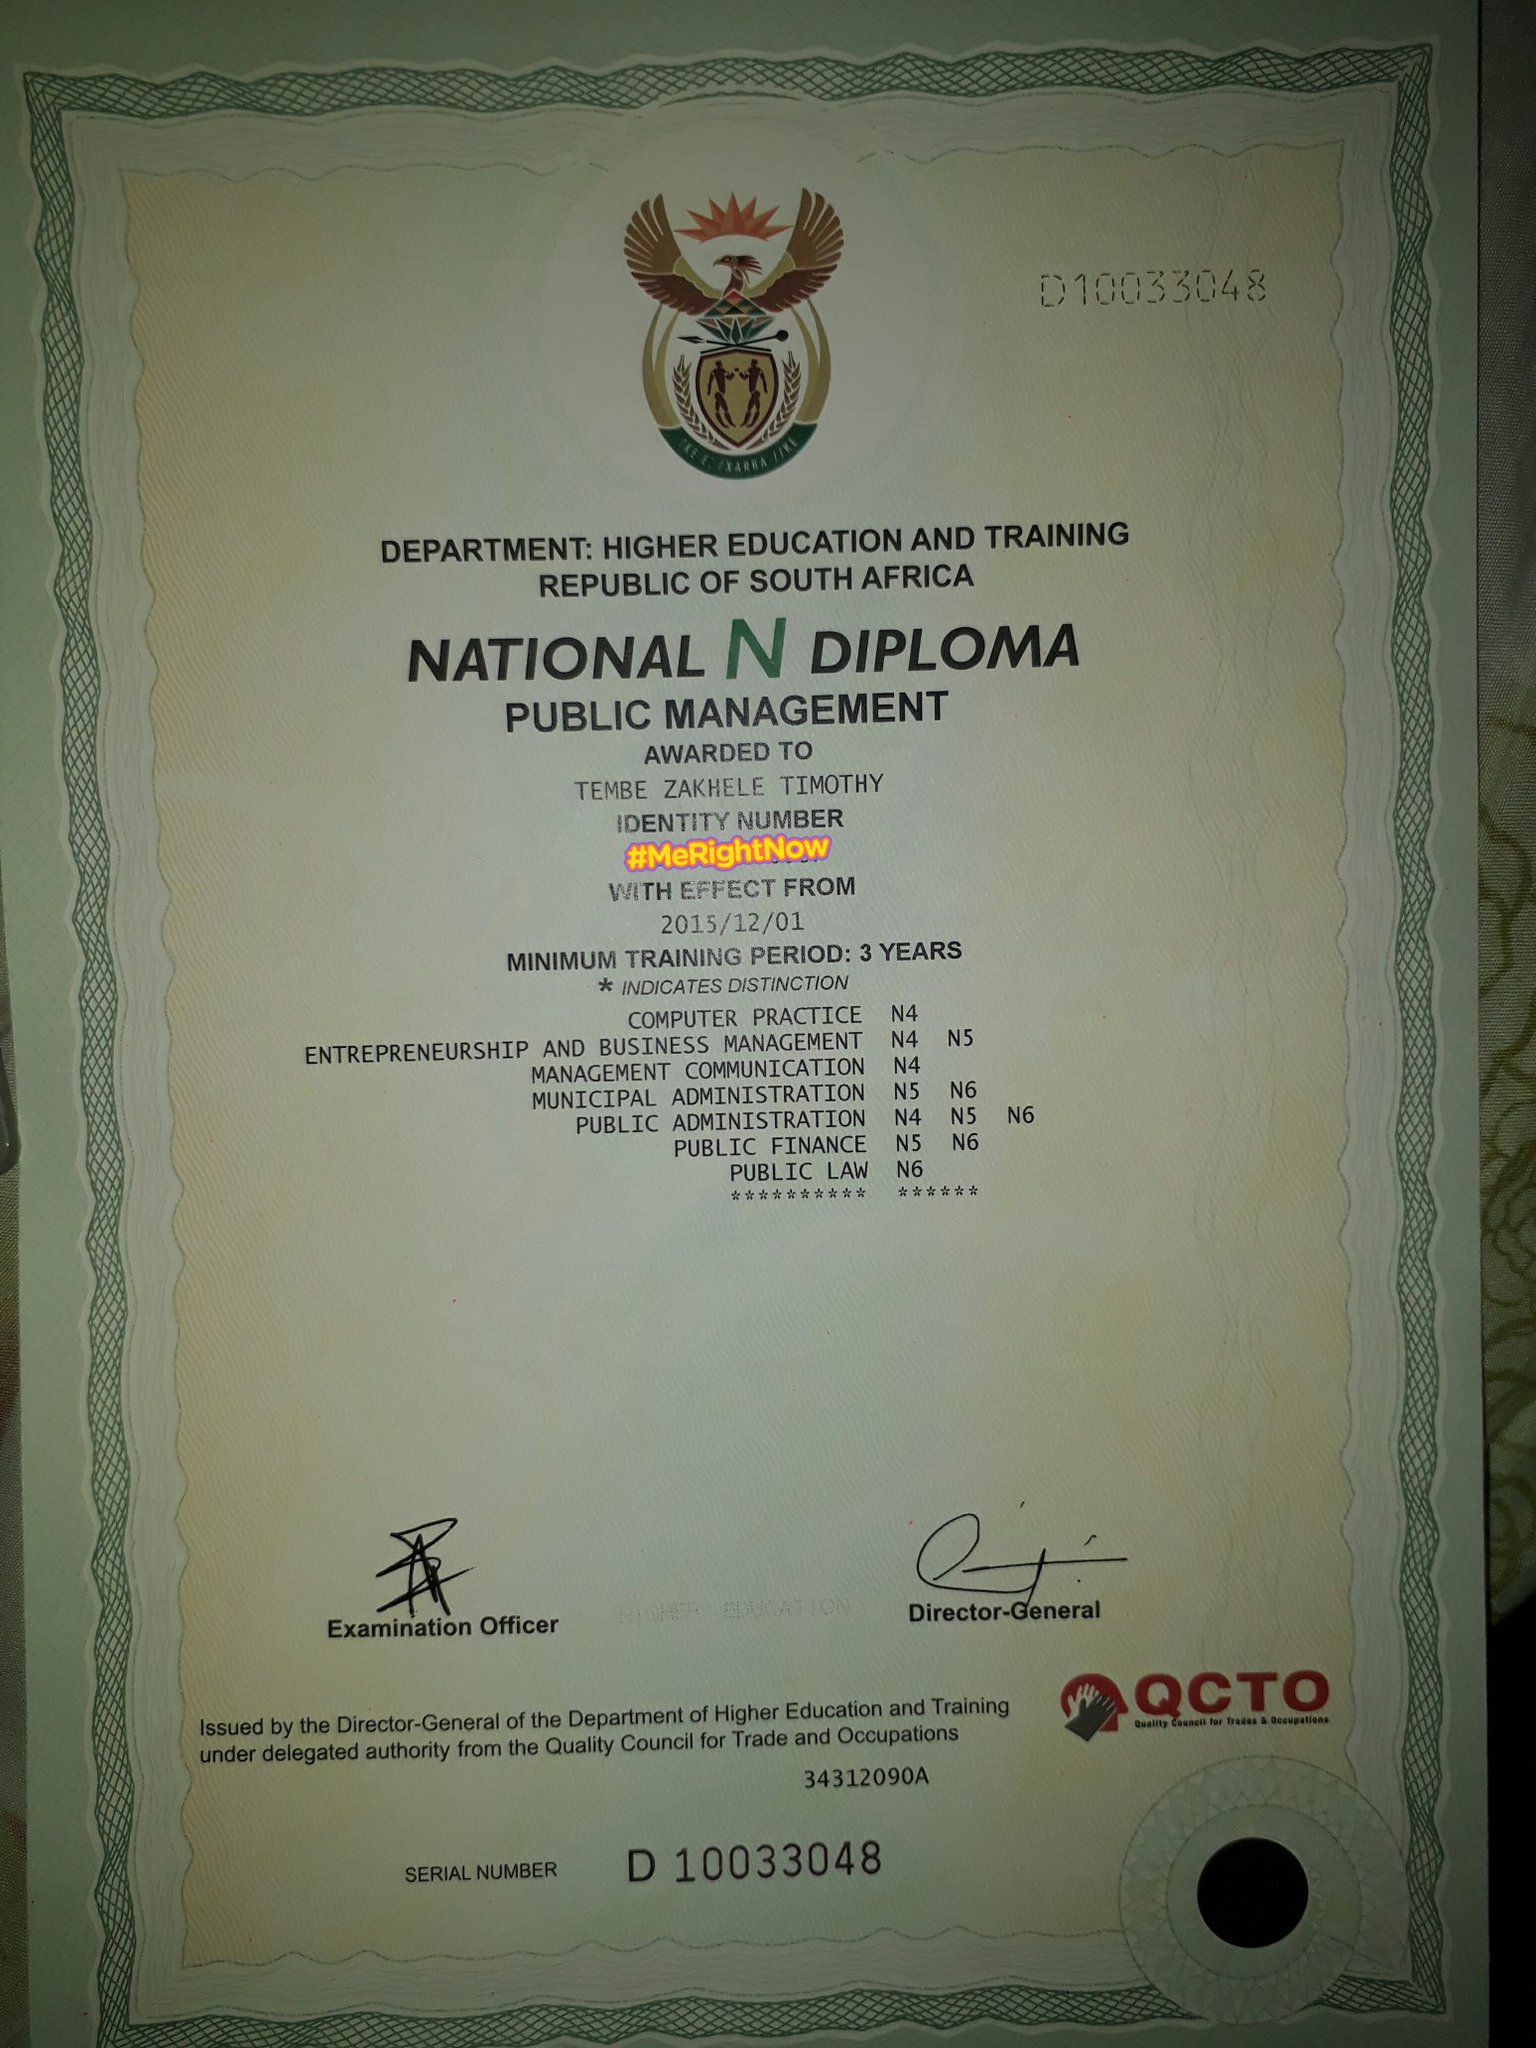 D10033048
!KE E: /XARRA //KE
DEPARTMENT: HIGHER EDUCATION AND TRAINING
REPUBLIC OF SOUTH AFRICA
NATIONAL N DIPLOMA
PUBLIC MANAGEMENT
AWARDED TO
TEMBE ZAKHELE TIMOTHY
IDENTITY NUMBER
#MeRightNow
WITH EFFECT FROM
2015/12/01
MINIMUM TRAINING PERIOD: 3 YEARS
* INDICATES DISTINCTION
COMPUTER PRACTICE N4
ENTREPRENEURSHIP AND BUSINESS MANAGEMENT N4 N5
MANAGEMENT COMMUNICATION N4
MUNICIPAL ADMINISTRATION N5 N6
PUBLIC ADMINISTRATION N4 N5 N6
PUBLIC FINANCE N5 N6
PUBLIC LAW N6
********** ******
HIGHER EDUCATION
Examination Officer
Director-General
QCTO
Quality Council for Trades & Occupations
Issued by the Director-General of the Department of Higher Education and Training
under delegated authority from the Quality Council for Trade and Occupations
34312090A
SERIAL NUMBER D 10033048